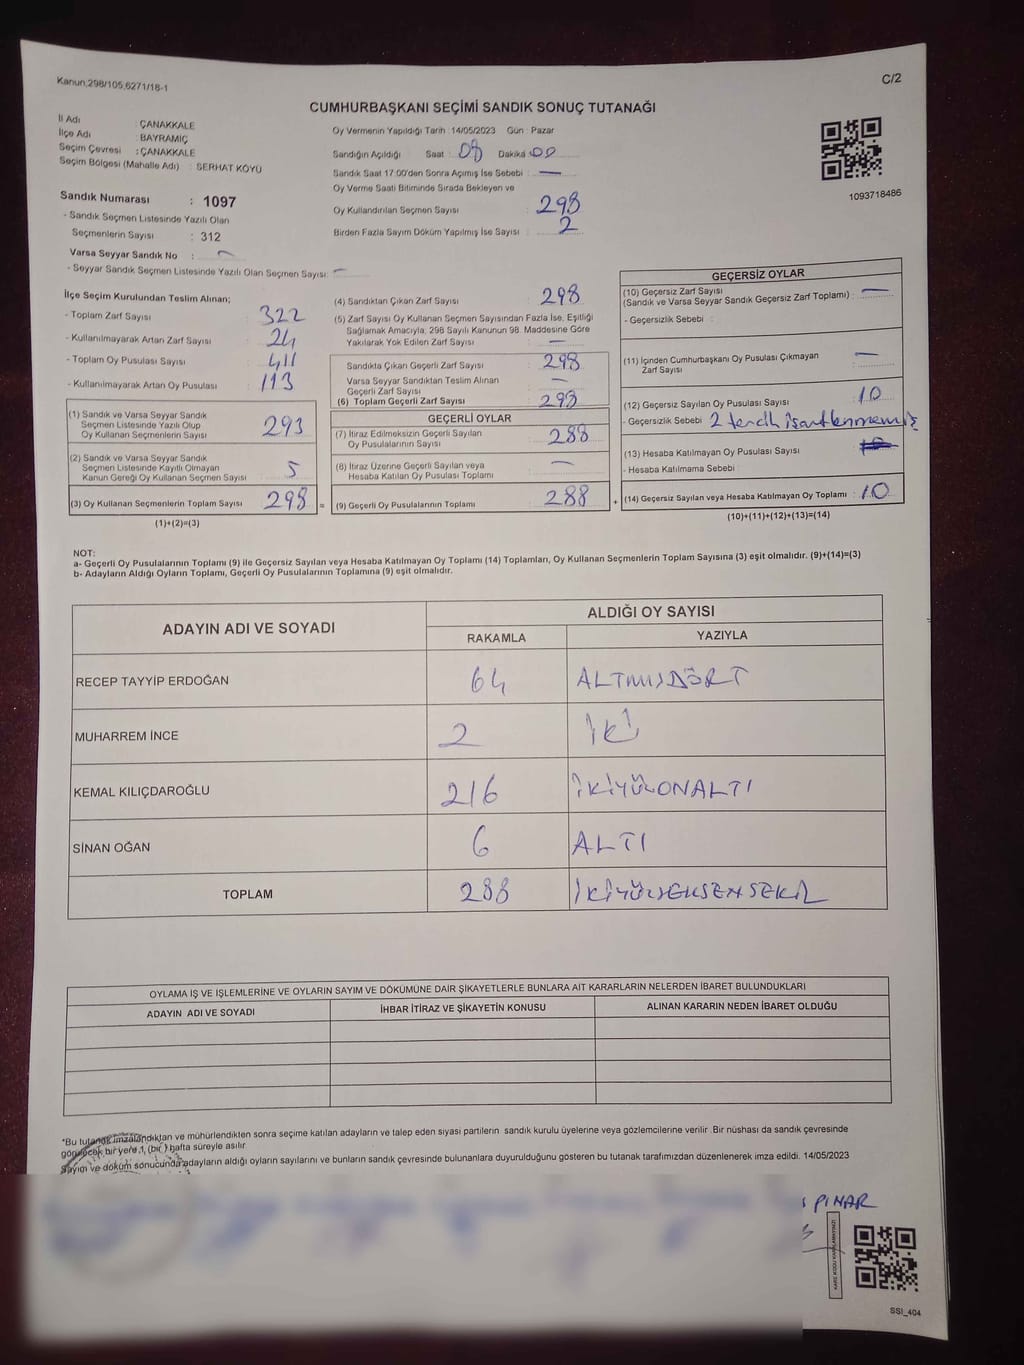 Kanun:298/105,6271/18-1
C/2
CUMHURBAŞKANI SEÇİMİ SANDIK SONUÇ TUTANAĞI
İl Adı : ÇANAKKALE
İlçe Adı : BAYRAMİÇ
Seçim Çevresi : ÇANAKKALE
Seçim Bölgesi (Mahalle Adı) : SERHAT KÖYÜ
Oy Vermenin Yapıldığı Tarih :14/05/2023 Gün : Pazar
Sandığın Açıldığı Saat : 08 Dakika : 00
Sandık Saat 17.00'den Sonra Açımış İse Sebebi : —
Oy Verme Saati Bitiminde Sırada Bekleyen ve
Oy Kullandırılan Seçmen Sayısı : 298
Birden Fazla Sayım Döküm Yapılmış İse Sayısı : 2
1093718486
Sandık Numarası : 1097
- Sandık Seçmen Listesinde Yazılı Olan
Seçmenlerin Sayısı : 312
Varsa Seyyar Sandık No : —
- Seyyar Sandık Seçmen Listesinde Yazılı Olan Seçmen Sayısı: —
İlçe Seçim Kurulundan Teslim Alınan;
- Toplam Zarf Sayısı : 322
- Kullanılmayarak Artan Zarf Sayısı : 24
- Toplam Oy Pusulası Sayısı : 411
- Kullanılmayarak Artan Oy Pusulası : 113
(1) Sandık ve Varsa Seyyar Sandık
Seçmen Listesinde Yazılı Olup
Oy Kullanan Seçmenlerin Sayısı : 293
(2) Sandık ve Varsa Seyyar Sandık
Seçmen Listesinde Kayıtlı Olmayan
Kanun Gereği Oy Kullanan Seçmen Sayısı : 5
(3) Oy Kullanan Seçmenlerin Toplam Sayısı : 298 =
(1)+(2)=(3)
(4) Sandıktan Çıkan Zarf Sayısı : 298
(5) Zarf Sayısı Oy Kullanan Seçmen Sayısından Fazla İse, Eşitliği
Sağlamak Amacıyla, 298 Sayılı Kanunun 98. Maddesine Göre
Yakılarak Yok Edilen Zarf Sayısı : —
Sandıkta Çıkan Geçerli Zarf Sayısı : 298
Varsa Seyyar Sandıktan Teslim Alınan
Geçerli Zarf Sayısı : —
(6) Toplam Geçerli Zarf Sayısı : 298
GEÇERLİ OYLAR
(7) İtiraz Edilmeksizin Geçerli Sayılan
Oy Pusulalarının Sayısı : 288
(8) İtiraz Üzerine Geçerli Sayılan veya
Hesaba Katılan Oy Pusulası Toplamı : —
(9) Geçerli Oy Pusulalarının Toplamı : 288 +
GEÇERSİZ OYLAR
(10) Geçersiz Zarf Sayısı
(Sandık ve Varsa Seyyar Sandık Geçersiz Zarf Toplamı) : —
- Geçersizlik Sebebi :
(11) İçinden Cumhurbaşkanı Oy Pusulası Çıkmayan
Zarf Sayısı : —
(12) Geçersiz Sayılan Oy Pusulası Sayısı : 10
- Geçersizlik Sebebi 2 tercih işaretlenmemiş
(13) Hesaba Katılmayan Oy Pusulası Sayısı
- Hesaba Katılmama Sebebi
(14) Geçersiz Sayılan veya Hesaba Katılmayan Oy Toplamı : 10
(10)+(11)+(12)+(13)=(14)
NOT:
a- Geçerli Oy Pusulalarının Toplamı (9) ile Geçersiz Sayılan veya Hesaba Katılmayan Oy Toplamı (14) Toplamları, Oy Kullanan Seçmenlerin Toplam Sayısına (3) eşit olmalıdır. (9)+(14)=(3)
b- Adayların Aldığı Oyların Toplamı, Geçerli Oy Pusulalarının Toplamına (9) eşit olmalıdır.
ADAYIN ADI VE SOYADI
ALDIĞI OY SAYISI
RAKAMLA YAZIYLA
RECEP TAYYİP ERDOĞAN 64 ALTMIŞDÖRT
MUHARREM İNCE 2 İKİ
KEMAL KILIÇDAROĞLU 216 İKİYÜZONALTI
SİNAN OĞAN 6 ALTI
TOPLAM 288 İKİYÜZSEKSENSEKİZ
OYLAMA İŞ VE İŞLEMLERİNE VE OYLARIN SAYIM VE DÖKÜMÜNE DAİR ŞİKAYETLERLE BUNLARA AİT KARARLARIN NELERDEN İBARET BULUNDUKLARI
ADAYIN ADI VE SOYADI İHBAR İTİRAZ VE ŞİKAYETİN KONUSU ALINAN KARARIN NEDEN İBARET OLDUĞU
*Bu tutanak imzalandıktan ve mühürlendikten sonra seçime katılan adayların ve talep eden siyasi partilerin sandık kurulu üyelerine veya gözlemcilerine verilir .Bir nüshası da sandık çevresinde
görülecek bir yere 1 (bir) hafta süreyle asılır.
Sayım ve döküm sonucunda adayların aldığı oyların sayılarını ve bunların sandık çevresinde bulunanlara duyurulduğunu gösteren bu tutanak tarafımızdan düzenlenerek imza edildi. 14/05/2023
PINAR
SSI_404